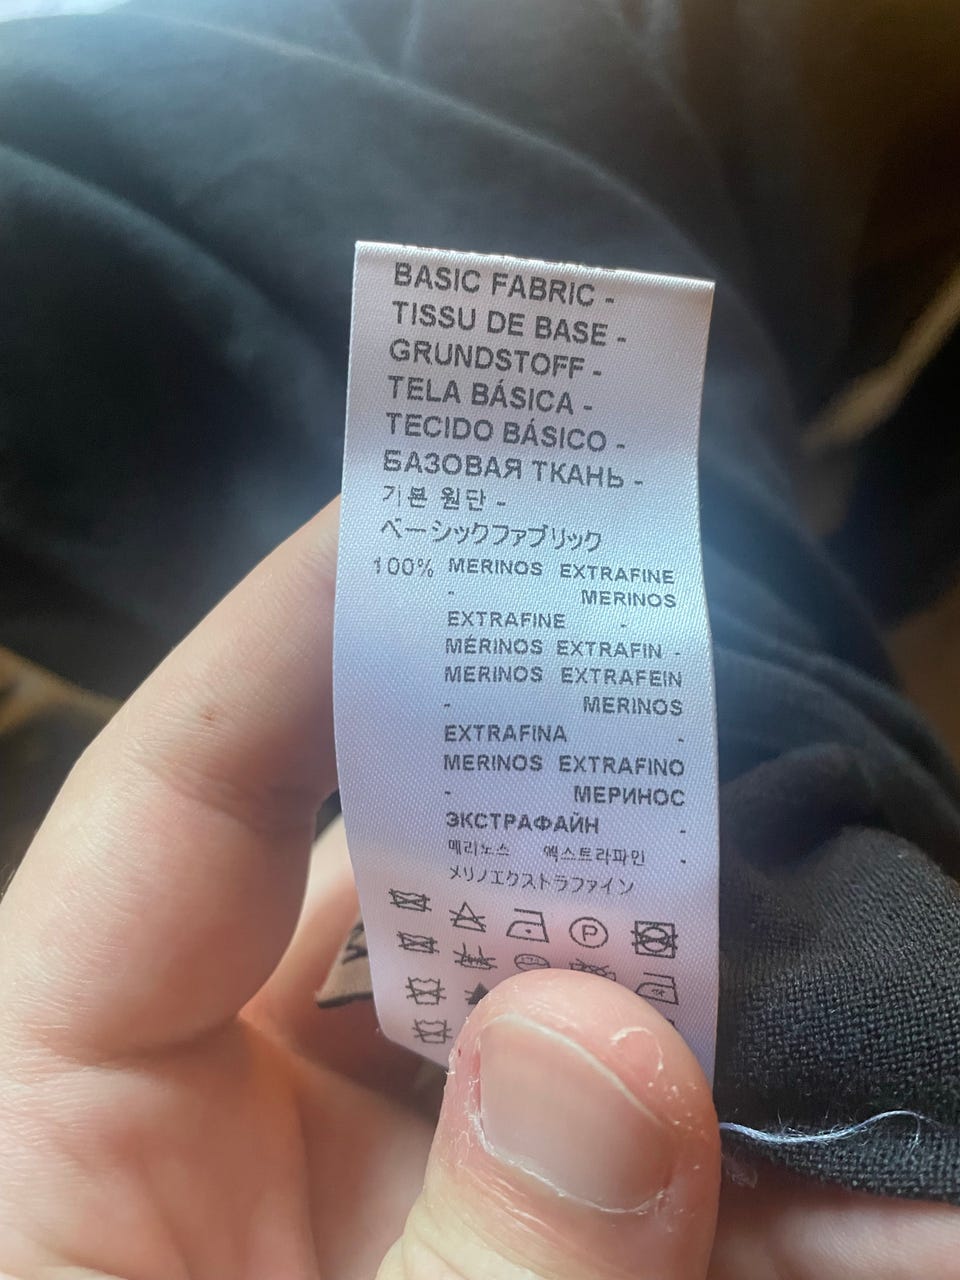 BASIC FABRIC -
TISSU DE BASE -
GRUNDSTOFF -
TELA BÁSICA -
TECIDO BÁSICO -
БАЗОВАЯ ТКАНЬ -
기본 원단 -
ベーシックファブリック
100% MERINOS EXTRAFINE
- MERINOS
EXTRAFINE -
MÉRINOS EXTRAFIN -
MERINOS EXTRAFEIN
- MERINOS
EXTRAFINA -
MERINOS EXTRAFINO
- МЕРИНОС
ЭКСТРАФАЙН -
메리노스 엑스트라파인 -
メリノエクストラファイン
P